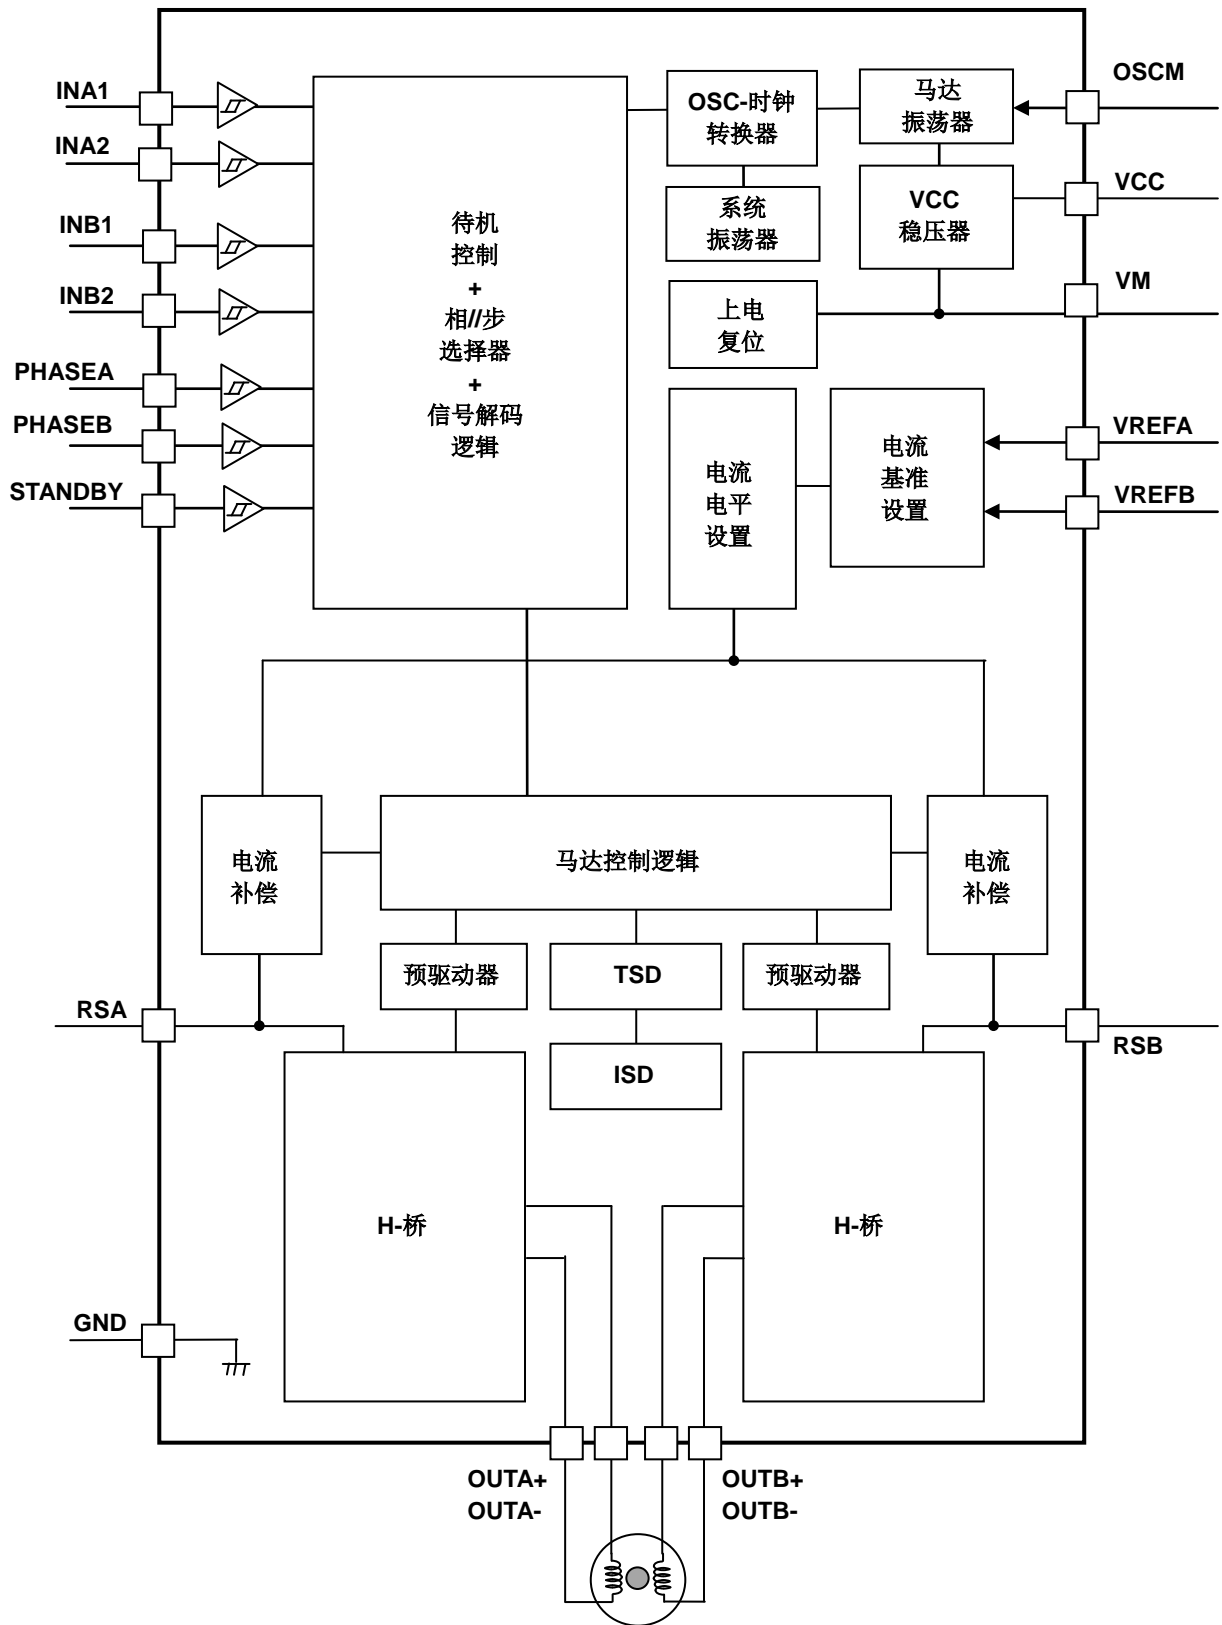 INA1
INA2
INB1
INB2
PHASEA
PHASEB
STANDBY
待机
控制
+
相//步
选择器
+
信号解码
逻辑
OSC-时钟
转换器
马达
振荡器
OSCM
系统
振荡器
VCC
稳压器
VCC
上电
复位
VM
电流
电平
设置
电流
基准
设置
VREFA
VREFB
电流
补偿
马达控制逻辑
电流
补偿
预驱动器
TSD
预驱动器
RSA
ISD
RSB
H-桥
H-桥
GND
OUTA+
OUTA-
OUTB+
OUTB-